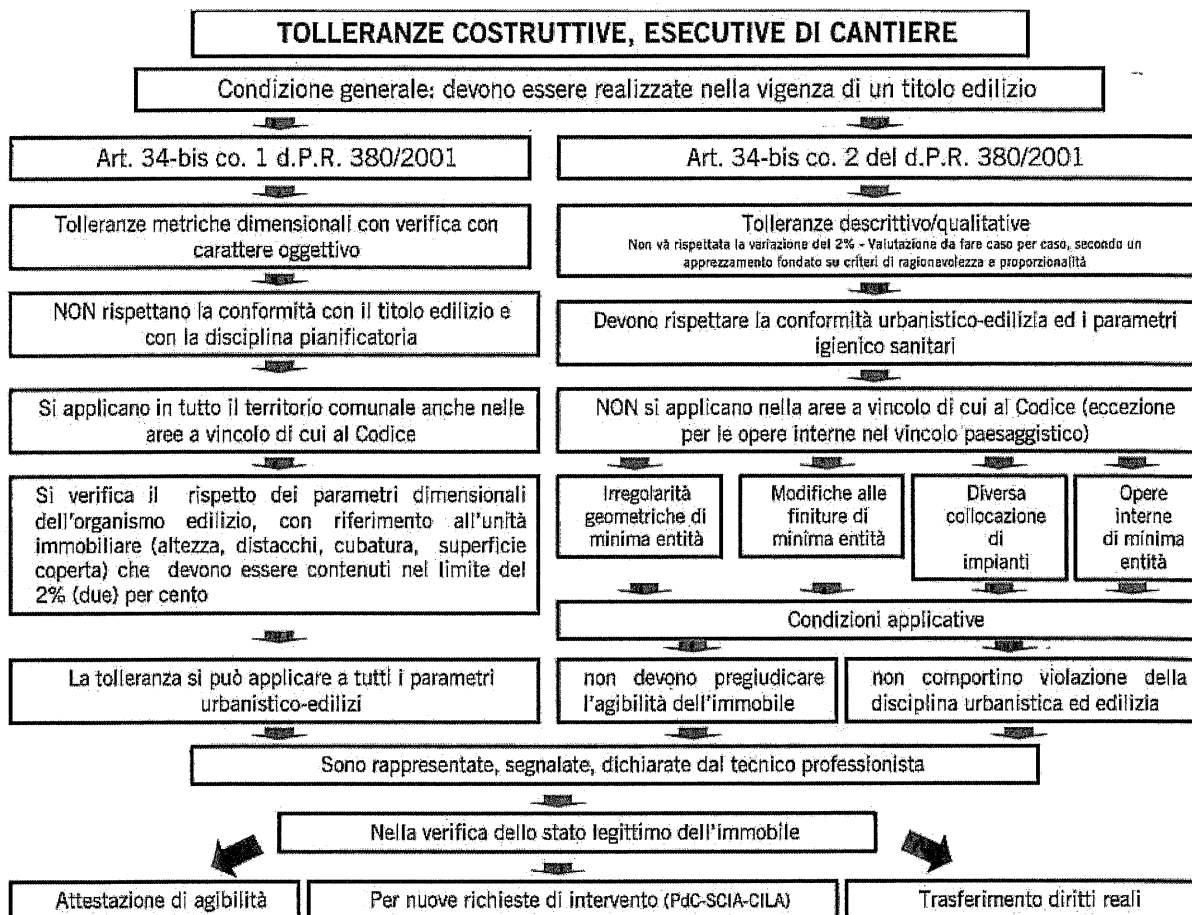 TOLLERANZE COSTRUTTIVE, ESECUTIVE DI CANTIERE
Condizione generale: devono essere realizzate nella vigenza di un titolo edilizio
Art. 34-bis co. 1 d.P.R. 380/2001
Tolleranze metriche dimensionali con verifica con
carattere oggettivo
NON rispettano la conformità con il titolo edilizio e
con la disciplina pianificatoria
Si applicano in tutto il territorio comunale anche nelle
aree a vincolo di cui al Codice
Si verifica il rispetto dei parametri dimensionali
dell'organismo edilizio, con riferimento all'unità
immobiliare (altezza, distacchi, cubatura, superficie
coperta) che devono essere contenuti nel limite del
2% (due) per cento
La tolleranza si può applicare a tutti i parametri
urbanistico-edilizi
Art. 34-bis co. 2 del d.P.R. 380/2001
Tolleranze descrittivo/qualitative
Non và rispettata la variazione del 2% - Valutazione da fare caso per caso, secondo un
apprezzamento fondato su criteri di ragionevolezza e proporzionalità
Devono rispettare la conformità urbanistico-edilizia ed i parametri
igienico sanitari
NON si applicano nella aree a vincolo di cui al Codice (eccezione
per le opere interne nel vincolo paesaggistico)
Irregolarità
geometriche di
minima entità
Modifiche alle
finiture di
minima entità
Diversa
collocazione
di
impianti
Opere
interne
di minima
entità
Condizioni applicative
non devono pregiudicare
l'agibilità dell'immobile
non comportino violazione della
disciplina urbanistica ed edilizia
Sono rappresentate, segnalate, dichiarate dal tecnico professionista
Nella verifica dello stato legittimo dell'immobile
Attestazione di agibilità
Per nuove richieste di intervento (PdC-SCIA-CILA)
Trasferimento diritti reali